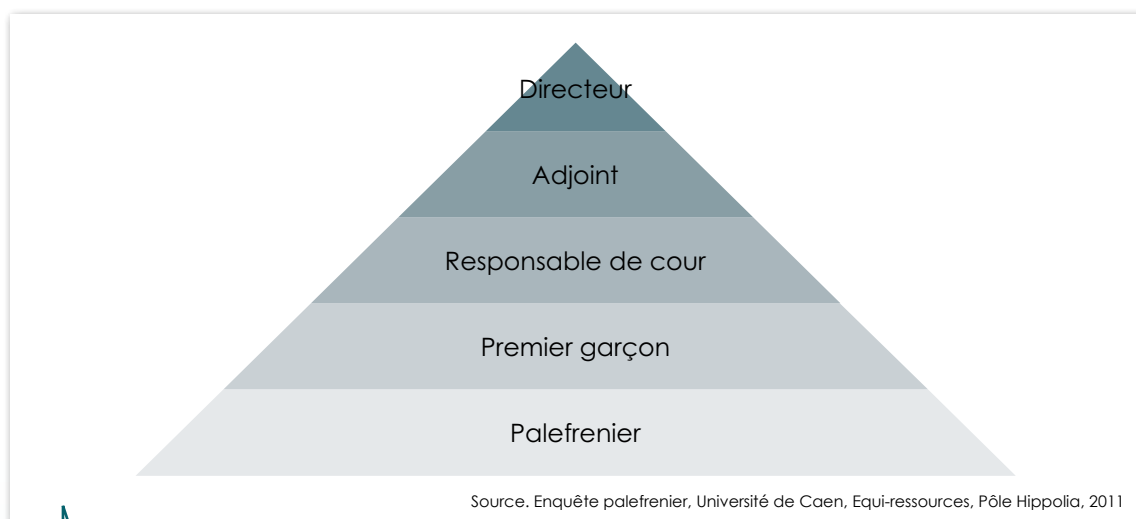 Directeur
Adjoint
Responsable de cour
Premier garçon
Palefrenier
Source. Enquête palefrenier, Université de Caen, Equi-ressources, Pôle Hippolia, 2011